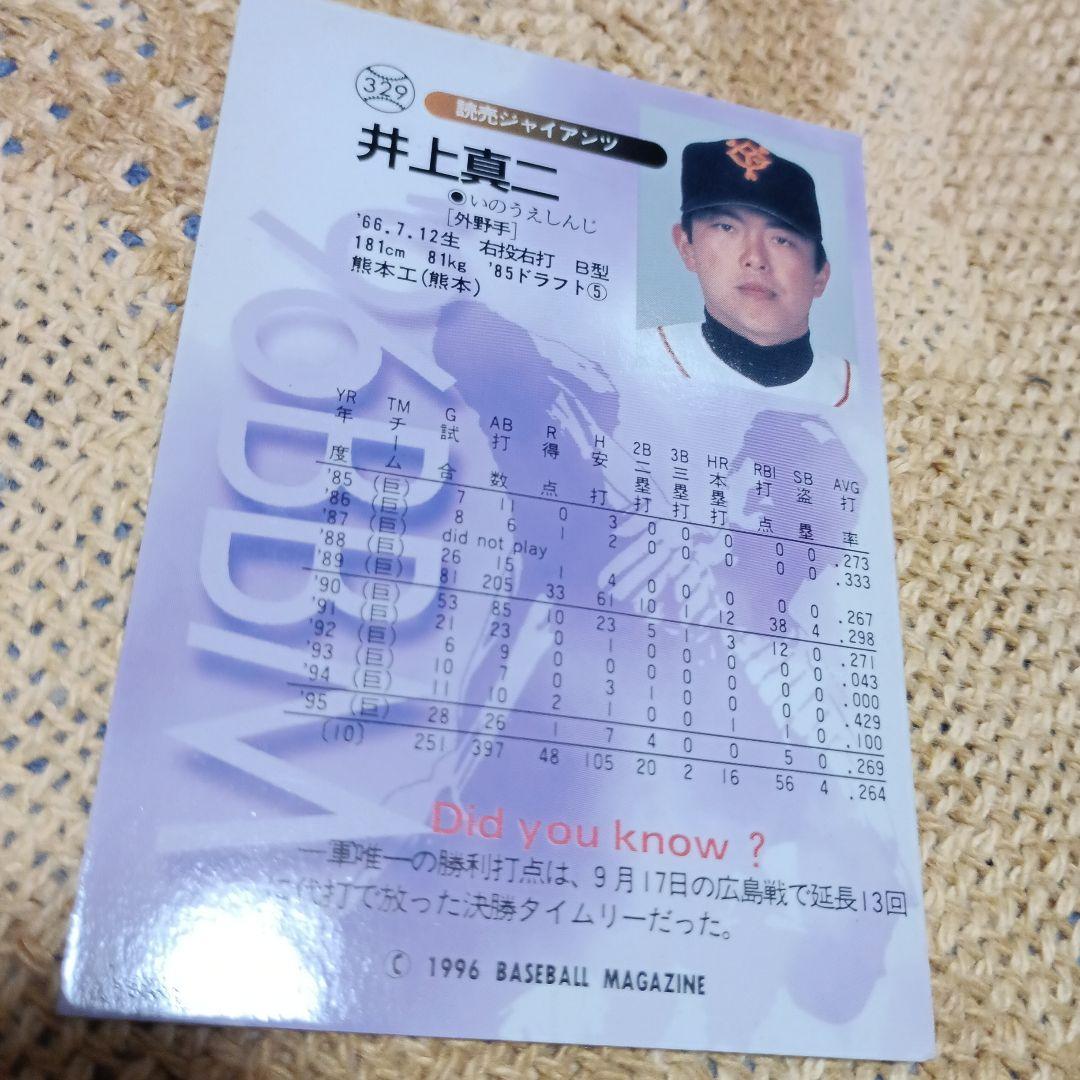 329
読売ジャイアンツ
井上真二
●いのうえしんじ
[外野手]
'66.7.12生 右投右打 B型
181cm 81kg '85ドラフト⑤
熊本工(熊本)
'96BBM
YR TM G AB R H 2B 3B HR RBI SB AVG
年度 チーム 試合 打数 得点 安打 二塁打 三塁打 本塁打 打点 盗塁 打率
'85 (巨) 7 11 0 3 0 0 0 0 0 .273
'86 (巨) 8 6 1 2 0 0 0 0 0 .333
'87 (巨) did not play
'88 (巨) 26 15 1 4 0 0 0 0 0 .267
'89 (巨) 81 205 33 61 10 1 12 38 4 .298
'90 (巨) 53 85 10 23 5 1 3 12 0 .271
'91 (巨) 21 23 0 1 0 0 0 0 0 .043
'92 (巨) 6 9 0 0 0 0 0 0 0 .000
'93 (巨) 10 7 0 3 1 0 0 0 0 .429
'94 (巨) 11 10 2 1 0 0 1 1 0 .100
'95 (巨) 28 26 1 7 4 0 0 5 0 .269
(10) 251 397 48 105 20 2 16 56 4 .264
Did you know ?
一軍唯一の勝利打点は、9月17日の広島戦で延長13回
代打で放った決勝タイムリーだった。
© 1996 BASEBALL MAGAZINE